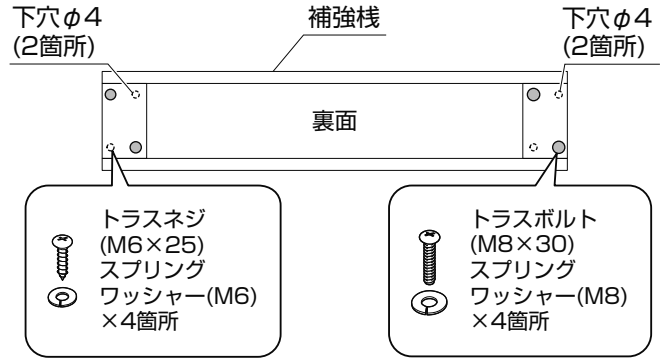 下穴φ4
(2箇所)
補強桟
下穴φ4
(2箇所)
裏面
トラスネジ
(M6×25)
スプリング
ワッシャー(M6)
×4箇所
トラスボルト
(M8×30)
スプリング
ワッシャー(M8)
×4箇所